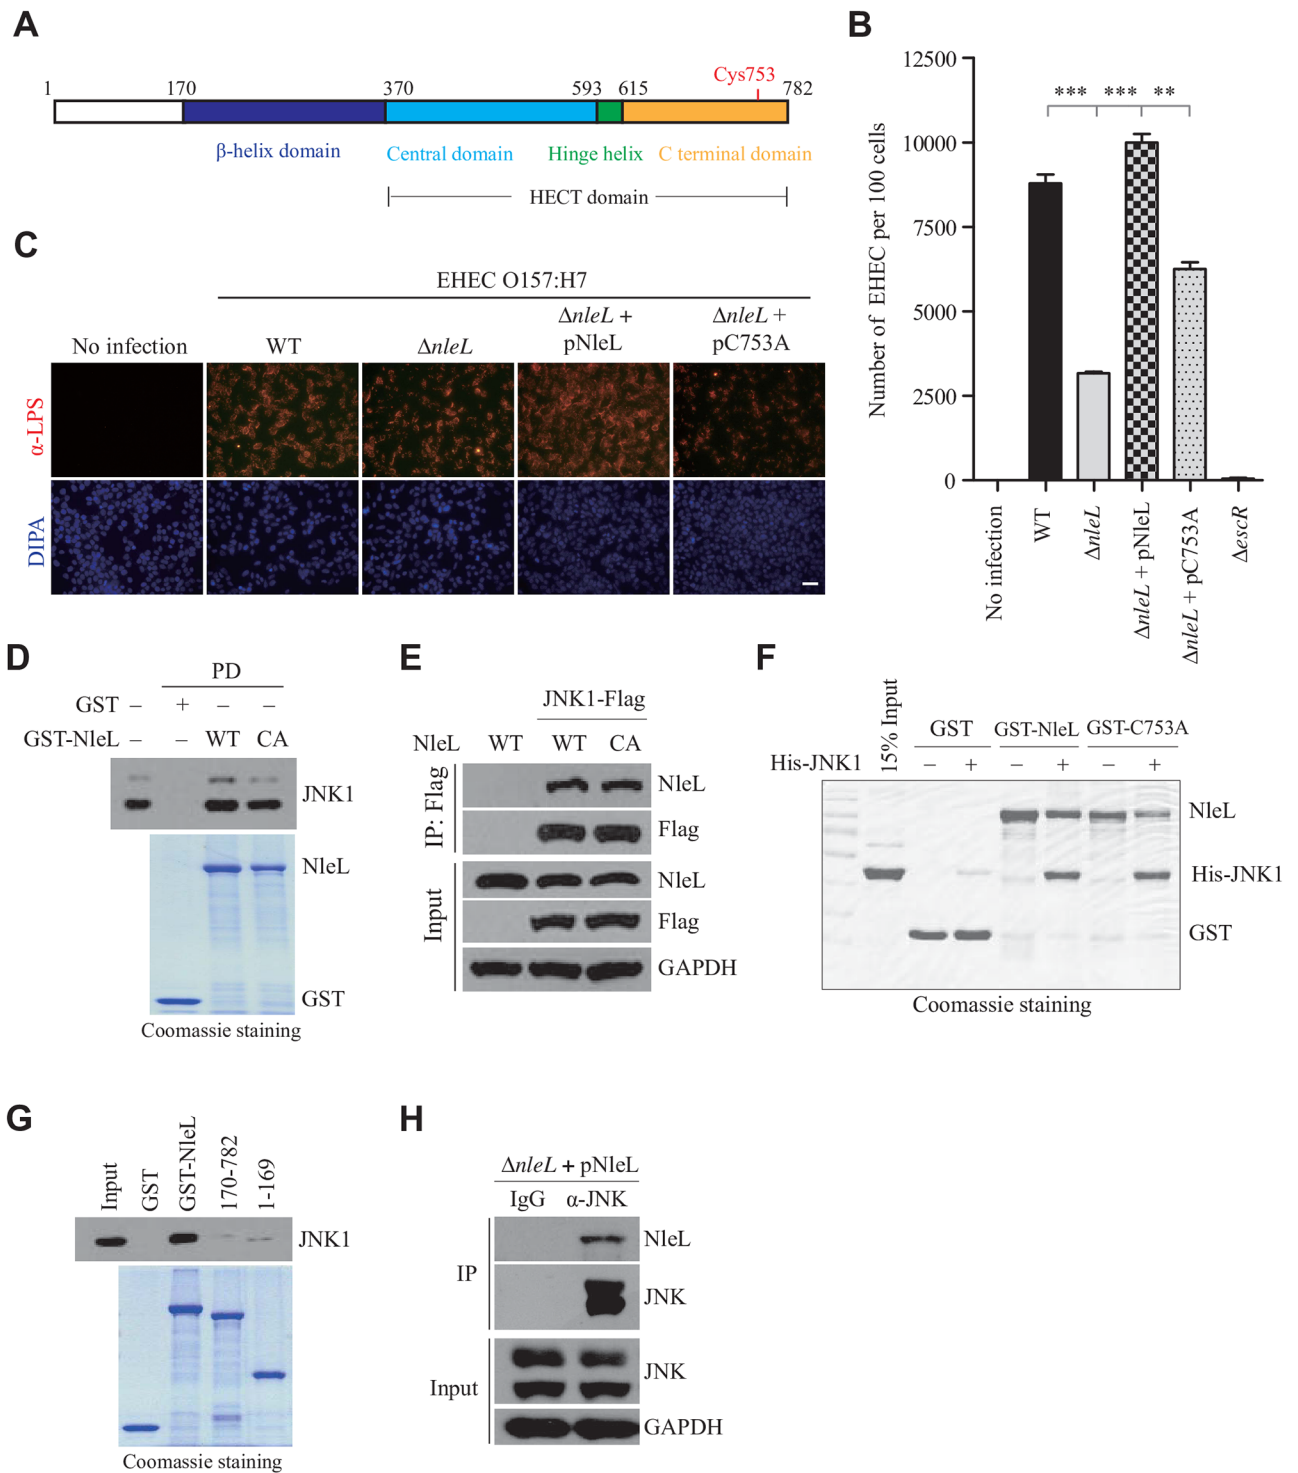 A
1 170 370 593 615 Cys753 782
β-helix domain Central domain Hinge helix C terminal domain
HECT domain
B
Number of EHEC per 100 cells
12500
10000
7500
5000
2500
0
*** *** **
No infection
WT
ΔnleL
ΔnleL + pNleL
ΔnleL + pC753A
ΔescR
C
EHEC O157:H7
No infection WT ΔnleL ΔnleL + pNleL ΔnleL + pC753A
α-LPS
DIPA
D
PD
GST – + – –
GST-NleL – – WT CA
JNK1
NleL
GST
Coomassie staining
E
JNK1-Flag
NleL WT WT CA
IP: Flag
NleL
Flag
Input
NleL
Flag
GAPDH
F
15% Input
GST GST-NleL GST-C753A
His-JNK1 – + – + – +
NleL
His-JNK1
GST
Coomassie staining
G
Input
GST
GST-NleL
170-782
1-169
JNK1
Coomassie staining
H
ΔnleL + pNleL
IgG α-JNK
IP
NleL
JNK
Input
JNK
GAPDH